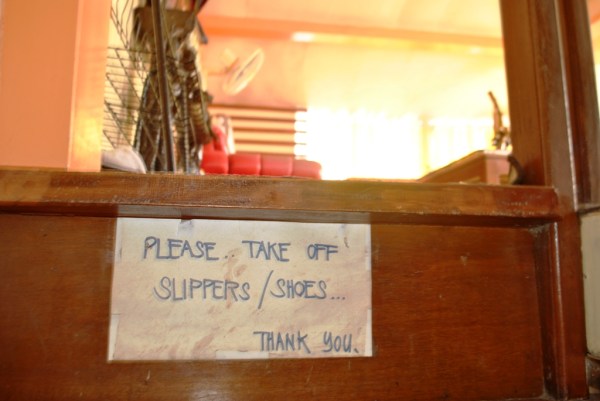 PLEASE.. TAKE OFF
SLIPPERS/SHOES...
THANK YOU.